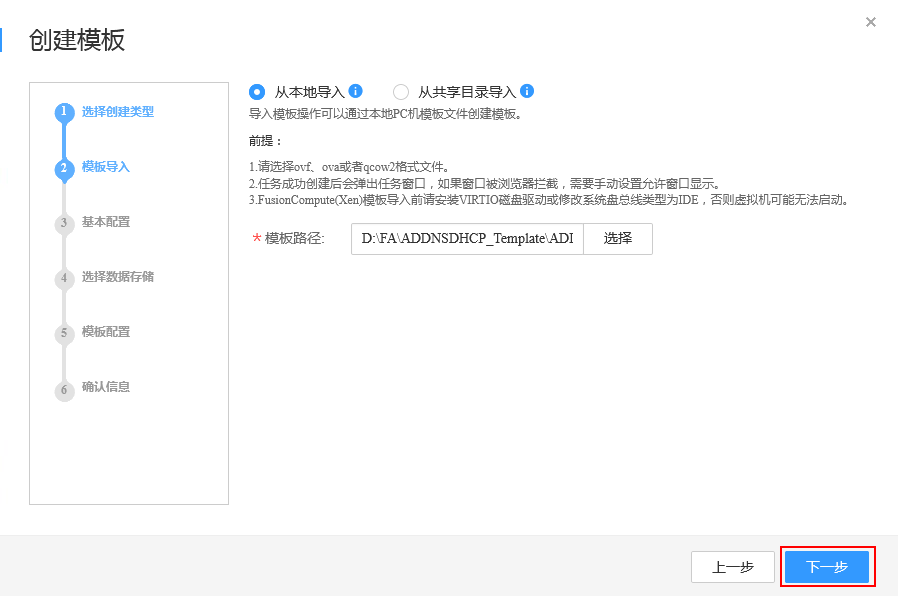 创建模板
×
1 选择创建类型
2 模板导入
3 基本配置
4 选择数据存储
5 模板配置
6 确认信息
从本地导入 i 从共享目录导入 i
导入模板操作可以通过本地PC机模板文件创建模板。
前提：
1.请选择ovf、ova或者qcow2格式文件。
2.任务成功创建后会弹出任务窗口，如果窗口被浏览器拦截，需要手动设置允许窗口显示。
3.FusionCompute(Xen)模板导入前请安装VIRTIO磁盘驱动或修改系统盘总线类型为IDE，否则虚拟机可能无法启动。
* 模板路径: D:\FA\ADDNSDHCP_Template\ADI 选择
上一步 下一步